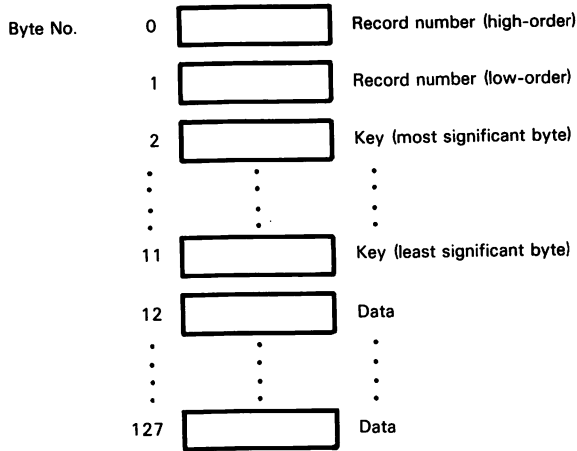 Byte No. 0 Record number (high-order)
1 Record number (low-order)
2 Key (most significant byte)
11 Key (least significant byte)
12 Data
127 Data